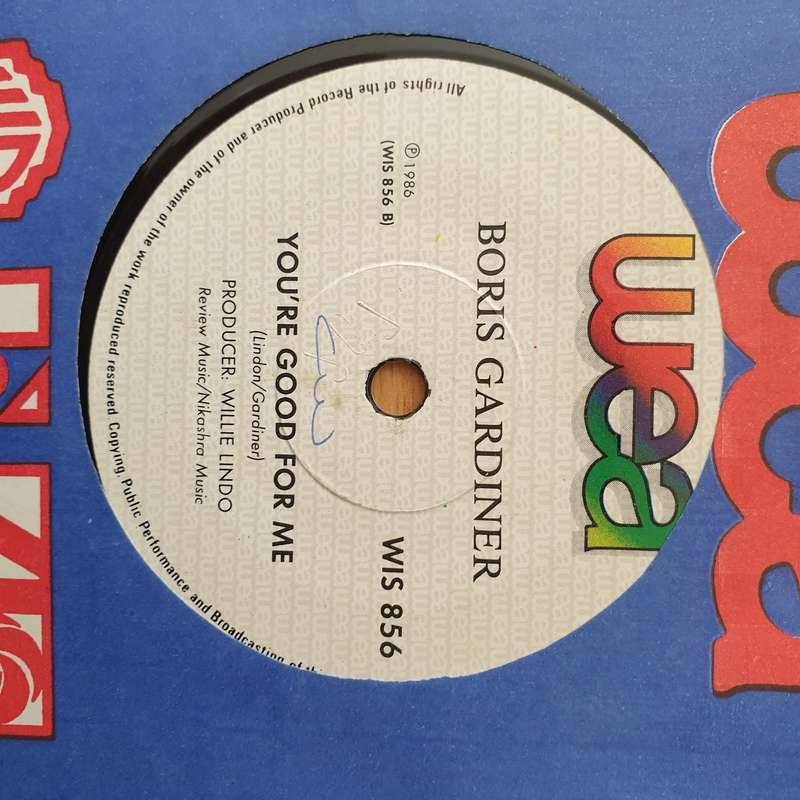 wea
BORIS GARDINER
WIS 856
℗ 1986
(WIS 856 B)
YOU'RE GOOD FOR ME
(Lindon/Gardiner)
PRODUCER: WILLIE LINDO
Review Music/Nikashra Music
All rights of the Record Producer and of the owner of the work reproduced reserved. Copying, Public Performance and Broadcasting of th
wea